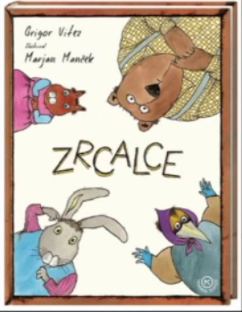 Grigor Vitez
Ilustriral
Marjan Manček
ZRCALCE